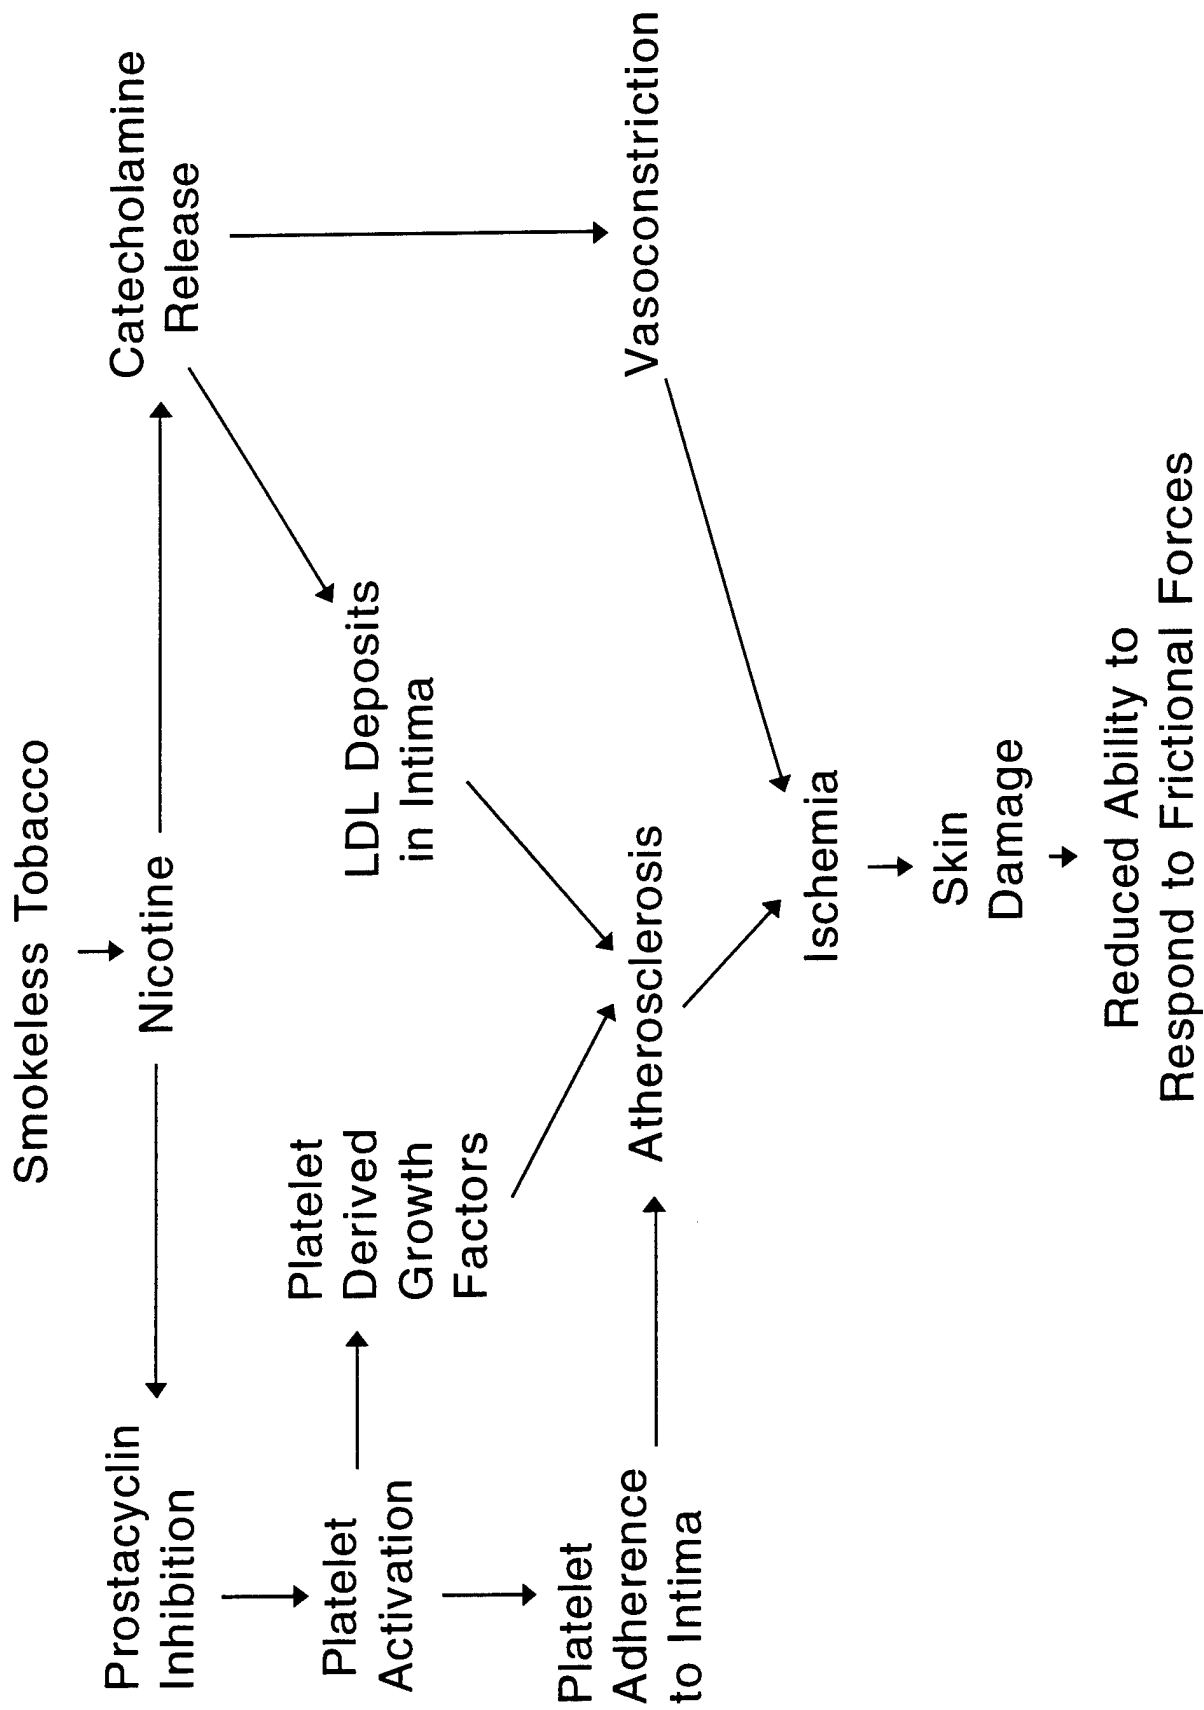 Smokeless Tobacco
Nicotine
Prostacyclin
Inhibition
Catecholamine
Release
Platelet
Activation
Platelet
Derived
Growth
Factors
LDL Deposits
in Intima
Platelet
Adherence
to Intima
Atherosclerosis
Vasoconstriction
Ischemia
Skin
Damage
Reduced Ability to
Respond to Frictional Forces